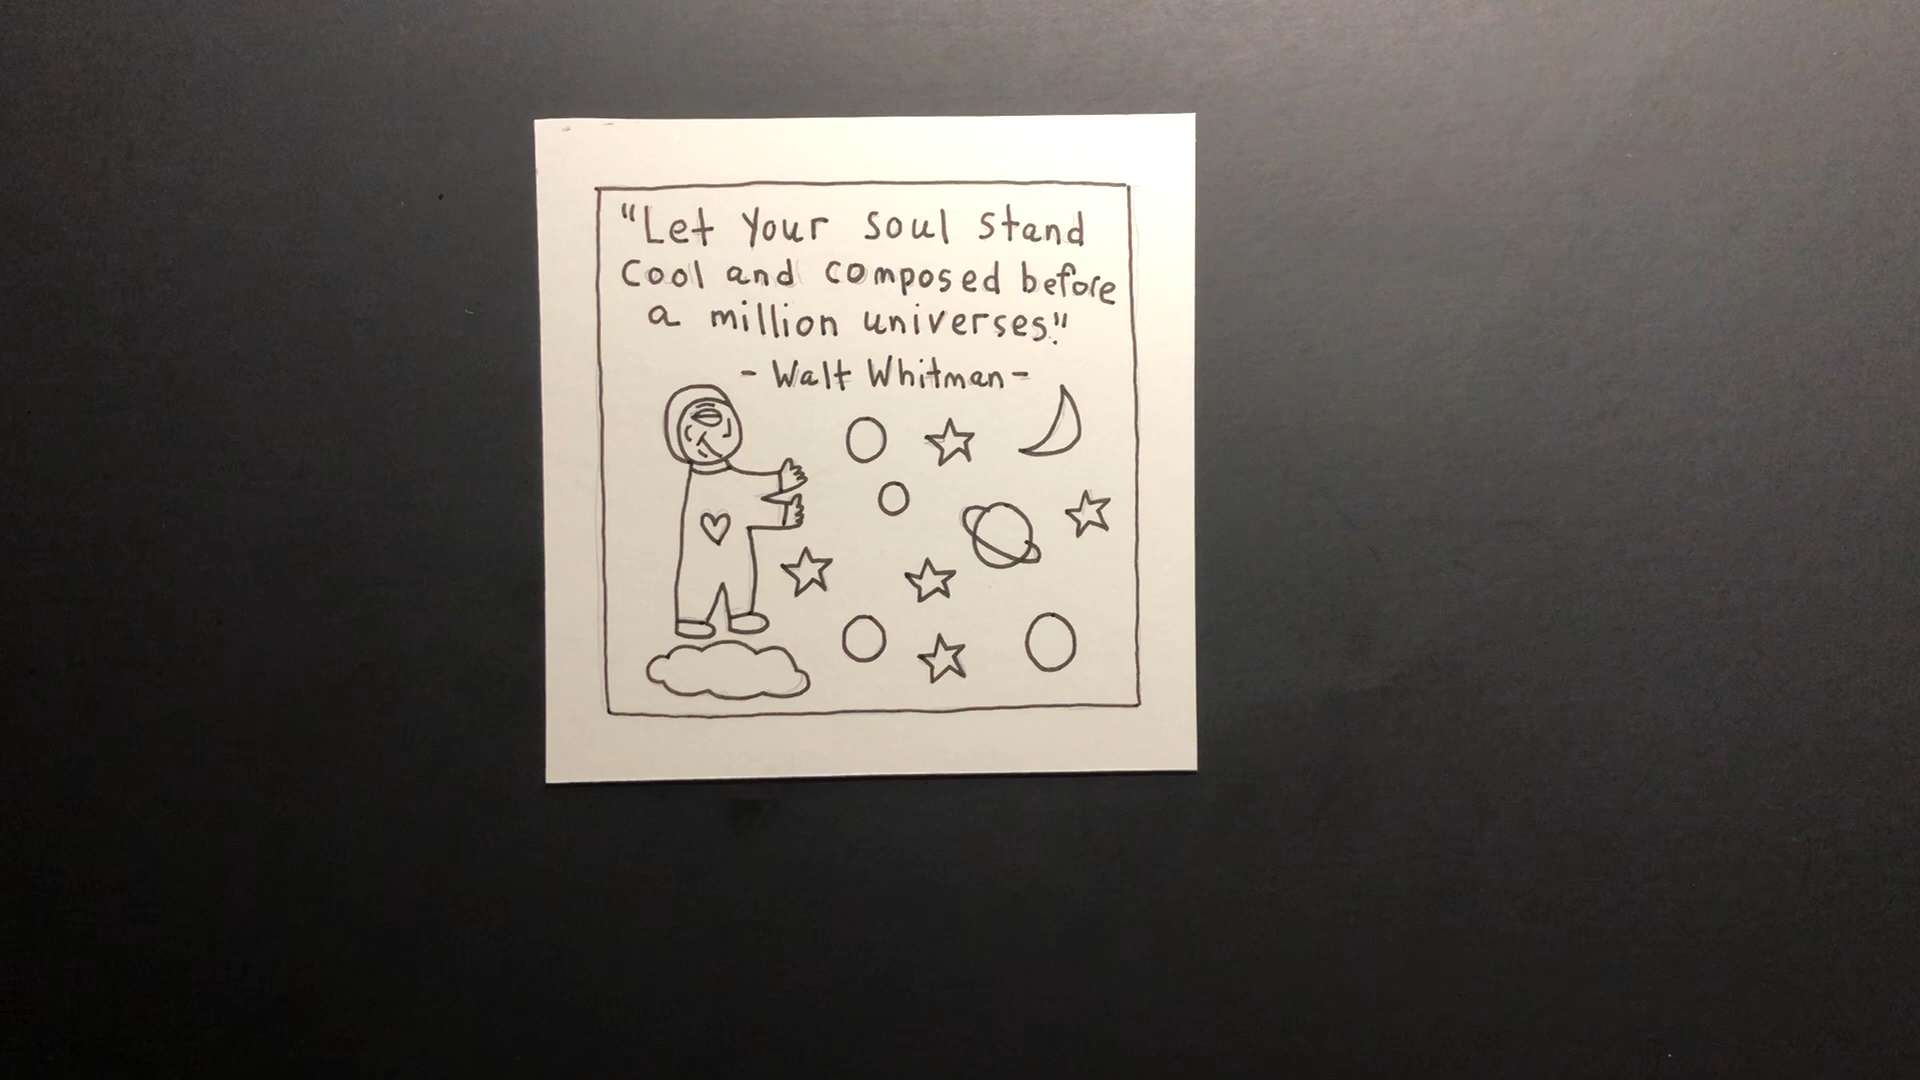 "Let your soul stand
cool and composed before
a million universes."
- Walt Whitman -